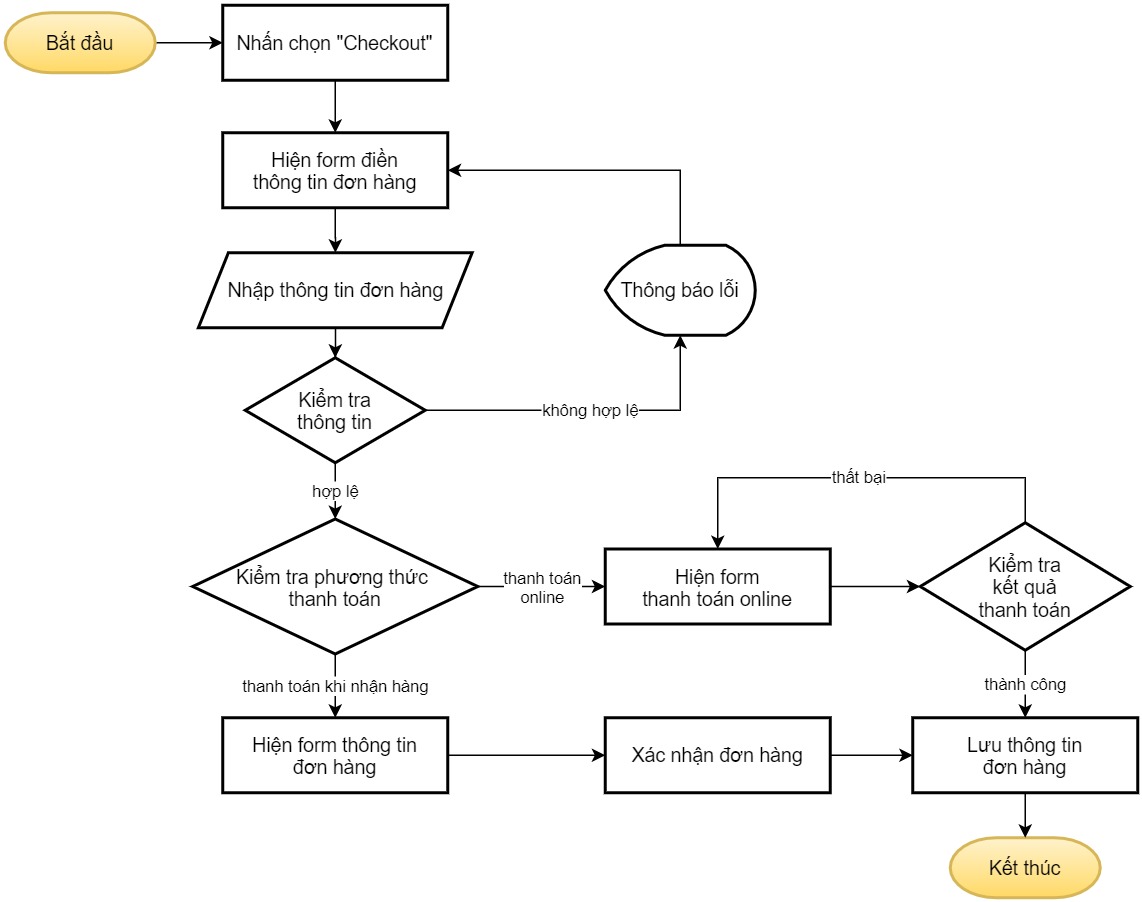 Bắt đầu
Nhấn chọn "Checkout"
Hiện form điền
thông tin đơn hàng
Nhập thông tin đơn hàng
Thông báo lỗi
Kiểm tra
thông tin
không hợp lệ
hợp lệ
thất bại
Kiểm tra phương thức
thanh toán
thanh toán
online
Hiện form
thanh toán online
Kiểm tra
kết quả
thanh toán
thanh toán khi nhận hàng
thành công
Hiện form thông tin
đơn hàng
Xác nhận đơn hàng
Lưu thông tin
đơn hàng
Kết thúc